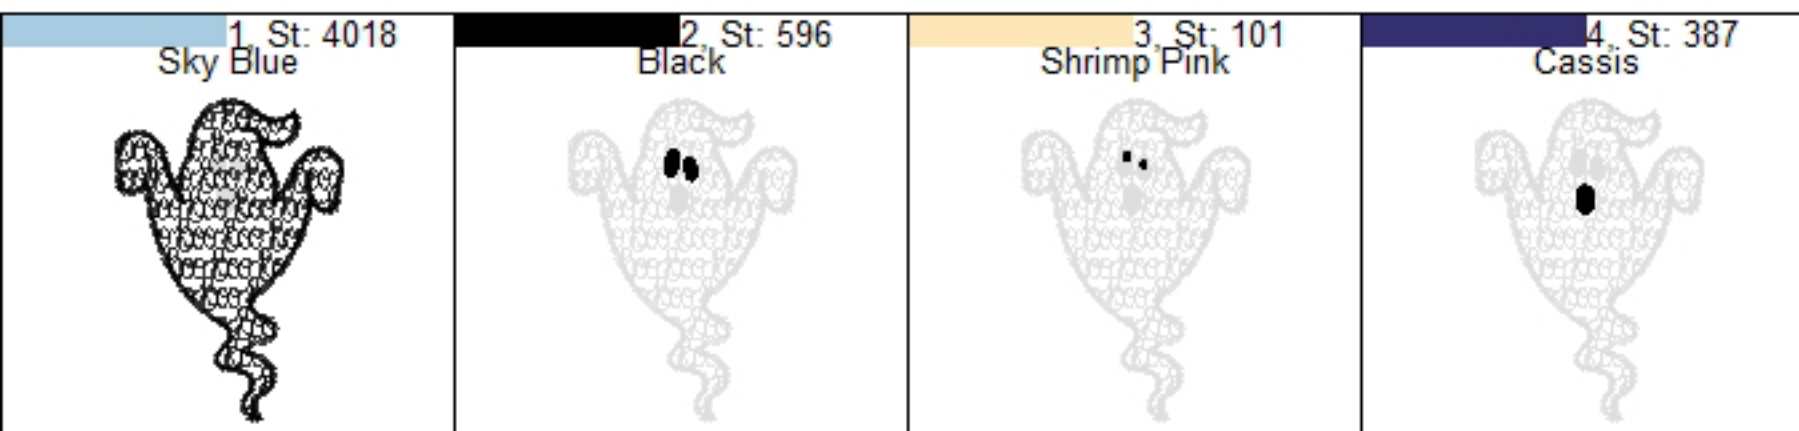 1, St: 4018
Sky Blue
2, St: 596
Black
3, St: 101
Shrimp Pink
4, St: 387
Cassis